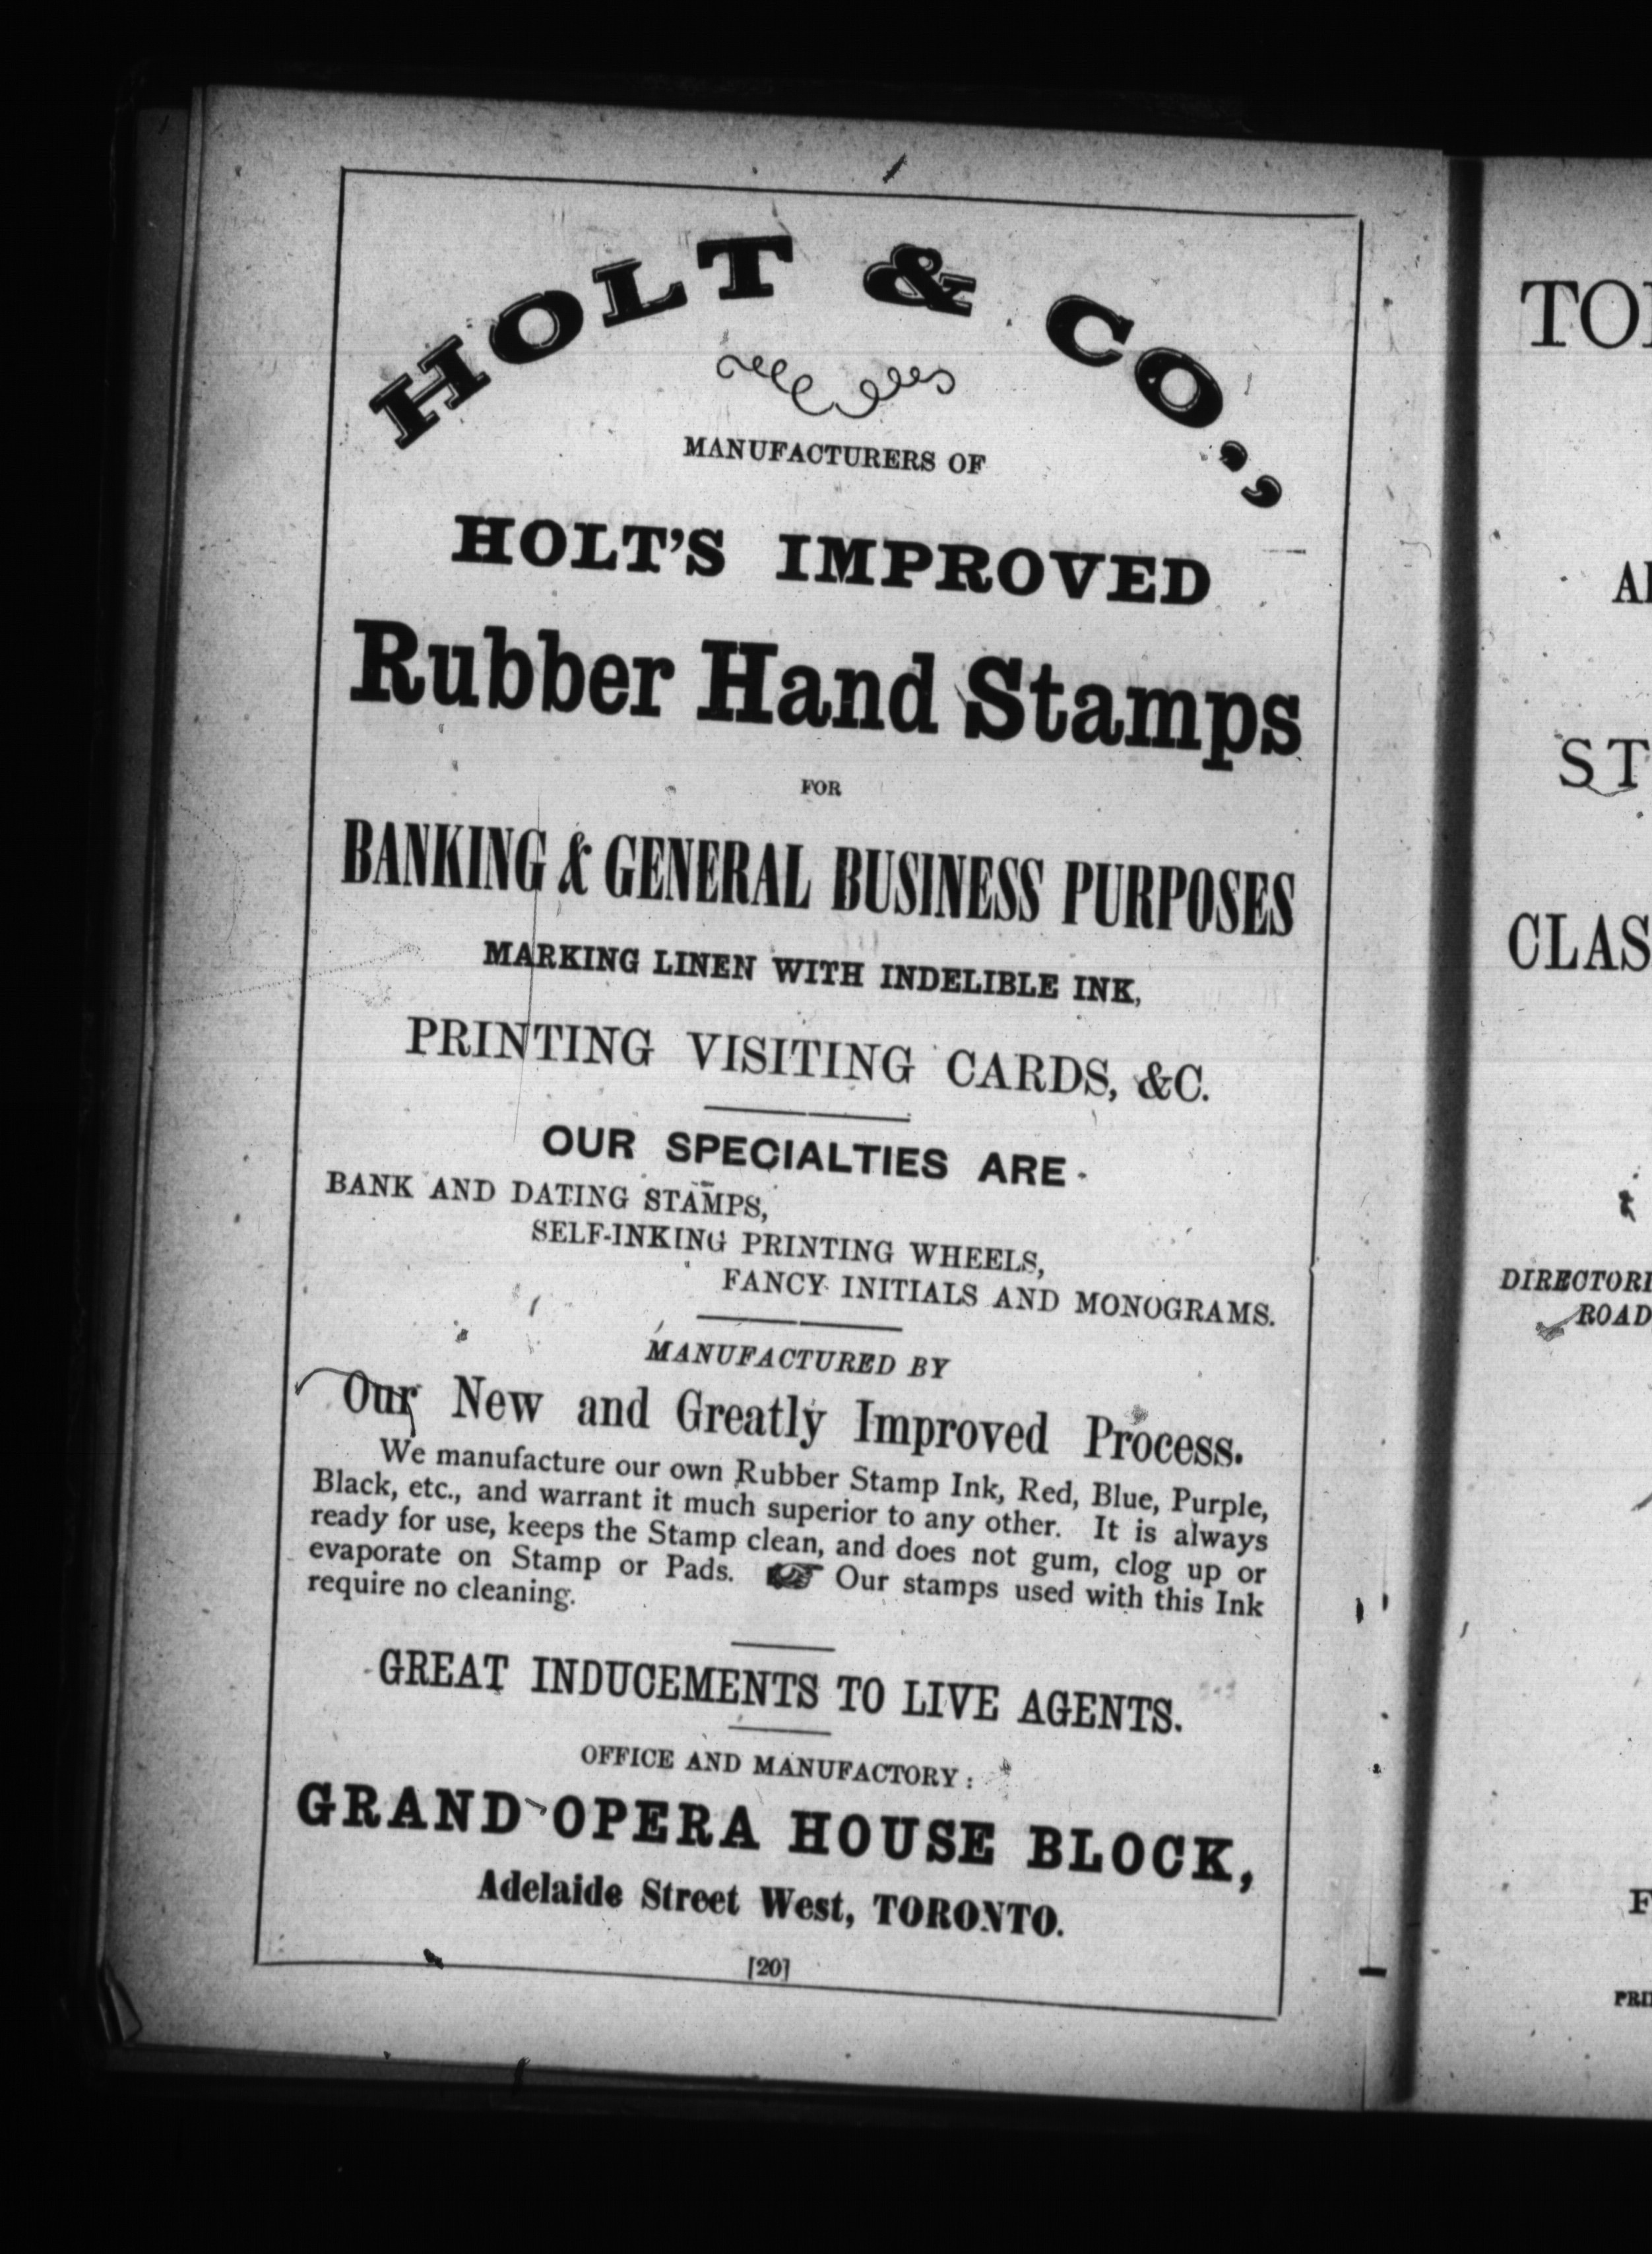 HOLT & CO.,
MANUFACTURERS OF
HOLT'S IMPROVED
Rubber Hand Stamps
FOR
BANKING & GENERAL BUSINESS PURPOSES
MARKING LINEN WITH INDELIBLE INK,
PRINTING VISITING CARDS, &C.
OUR SPECIALTIES ARE
BANK AND DATING STAMPS,
SELF-INKING PRINTING WHEELS,
FANCY INITIALS AND MONOGRAMS.
MANUFACTURED BY
Our New and Greatly Improved Process.
We manufacture our own Rubber Stamp Ink, Red, Blue, Purple,
Black, etc., and warrant it much superior to any other. It is always
ready for use, keeps the Stamp clean, and does not gum, clog up or
evaporate on Stamp or Pads. ☞ Our stamps used with this Ink
require no cleaning.
GREAT INDUCEMENTS TO LIVE AGENTS.
OFFICE AND MANUFACTORY:
GRAND OPERA HOUSE BLOCK,
Adelaide Street West, TORONTO.
[20]
ST
CLAS
DIRECTORI
ROAD
F
PRI